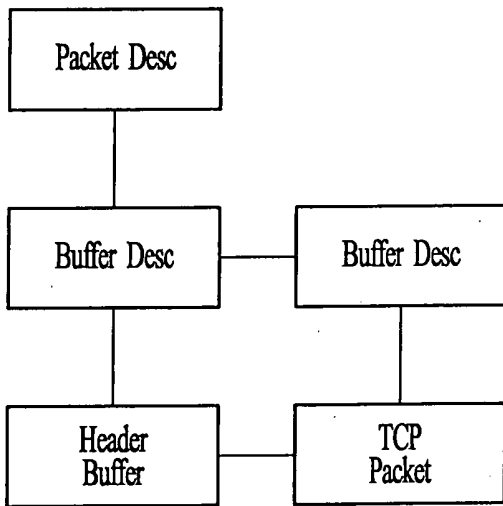 Packet Desc
Buffer Desc
Buffer Desc
Header
Buffer
TCP
Packet